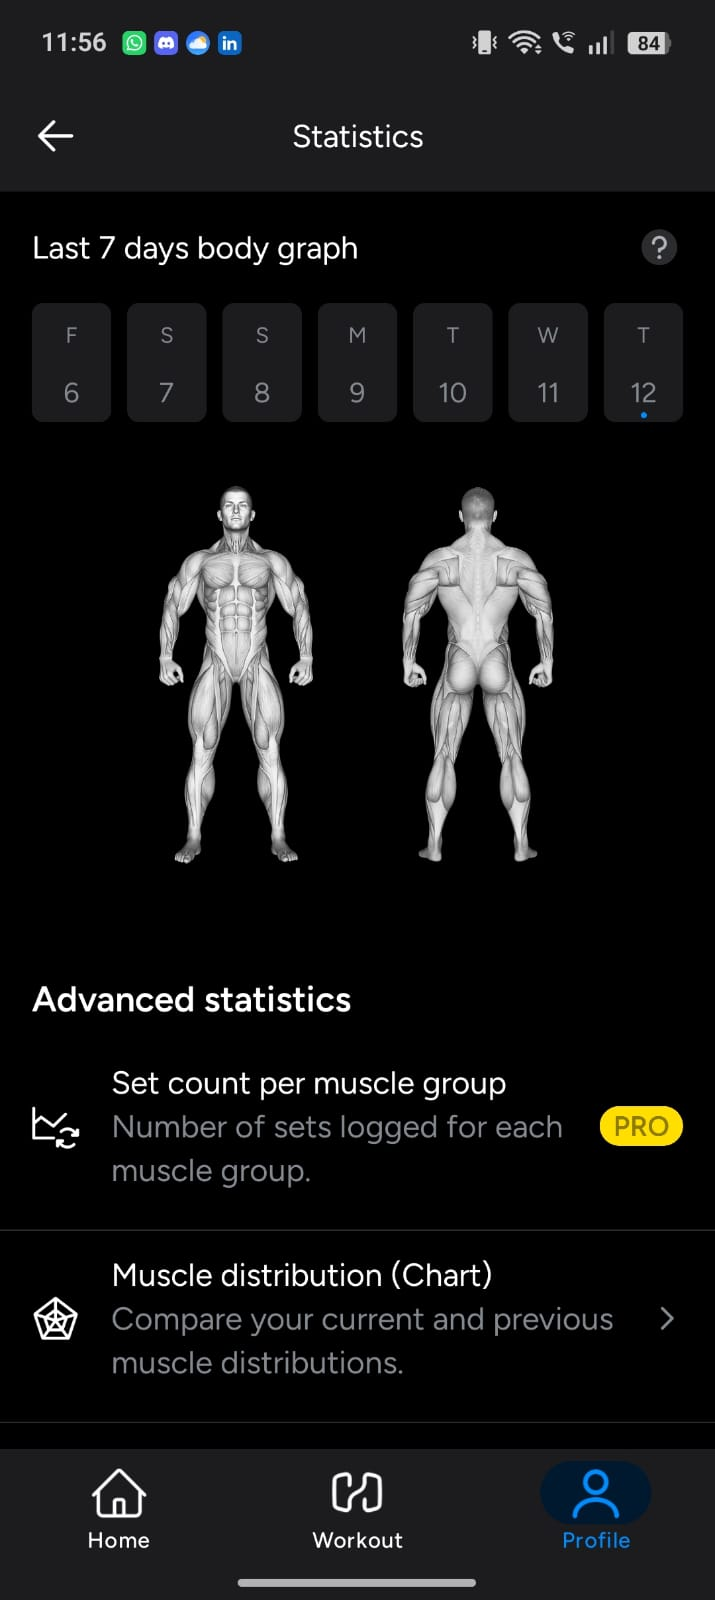 11:56
in
84
Statistics
Last 7 days body graph
?
F S S M T W T
6 7 8 9 10 11 12
Advanced statistics
Set count per muscle group
Number of sets logged for each
muscle group.
PRO
Muscle distribution (Chart)
Compare your current and previous
muscle distributions.
Home Workout Profile